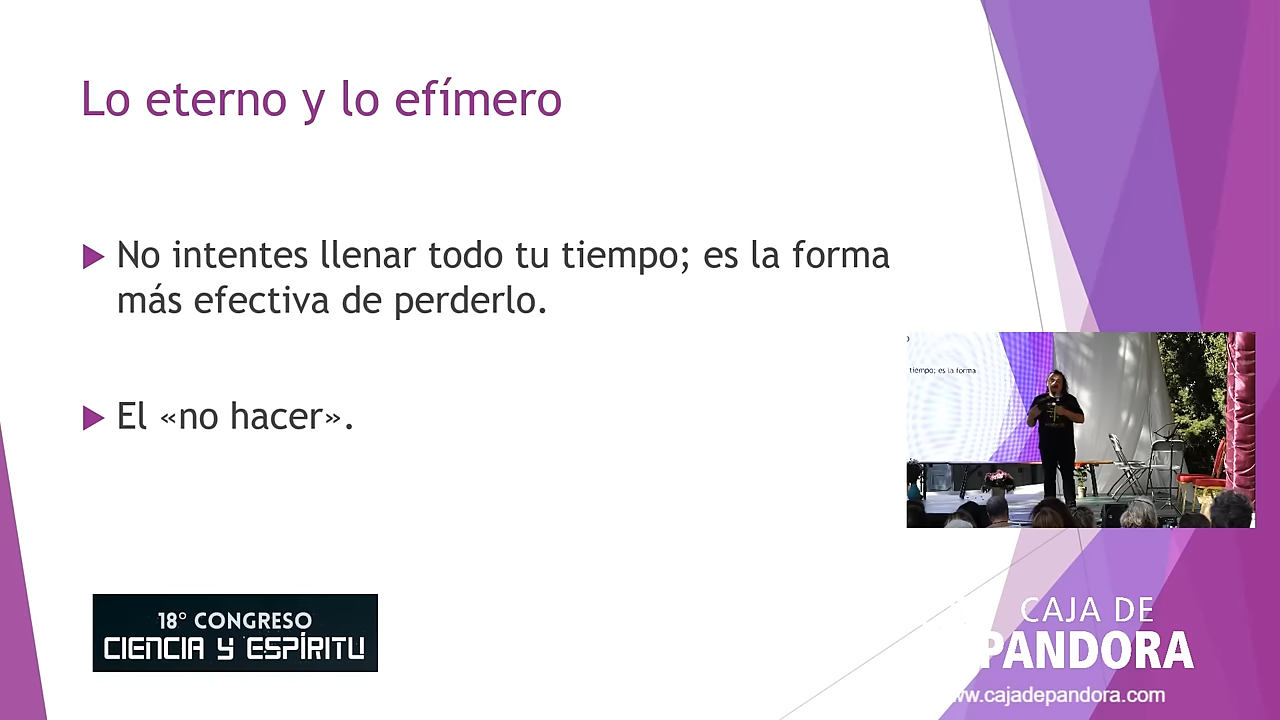 Lo eterno y lo efímero
No intentes llenar todo tu tiempo; es la forma
más efectiva de perderlo.
El «no hacer».
tiempo; es la forma
18º CONGRESO
CIENCIA Y ESPÍRITU
CAJA DE
PANDORA
www.cajadepandora.com